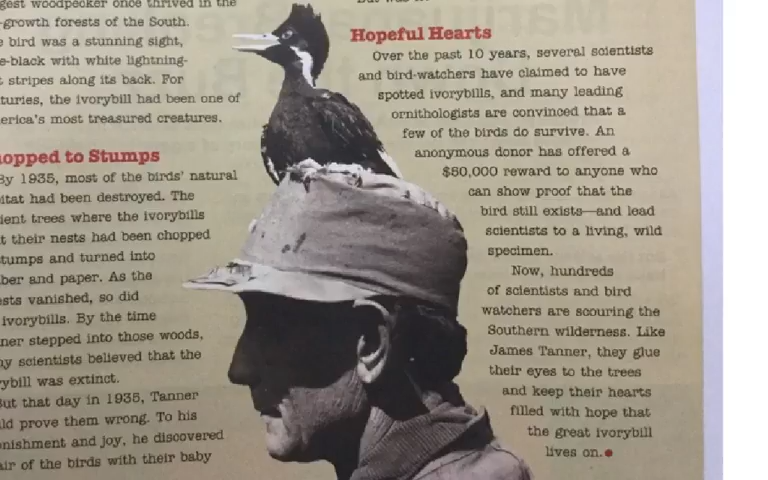 gest woodpecker once thrived in the
-growth forests of the South.
e bird was a stunning sight,
e-black with white lightning-
t stripes along its back. For
turies, the ivorybill had been one of
erica's most treasured creatures.
opped to Stumps
By 1935, most of the birds' natural
itat had been destroyed. The
ient trees where the ivorybills
t their nests had been chopped
stumps and turned into
ber and paper. As the
sts vanished, so did
ivorybills. By the time
ner stepped into those woods,
ny scientists believed that the
rybill was extinct.
But that day in 1935, Tanner
ld prove them wrong. To his
onishment and joy, he discovered
air of the birds with their baby
Hopeful Hearts
Over the past 10 years, several scientists
and bird-watchers have claimed to have
spotted ivorybills, and many leading
ornithologists are convinced that a
few of the birds do survive. An
anonymous donor has offered a
$50,000 reward to anyone who
can show proof that the
bird still exists—and lead
scientists to a living, wild
specimen.
Now, hundreds
of scientists and bird
watchers are scouring the
Southern wilderness. Like
James Tanner, they glue
their eyes to the trees
and keep their hearts
filled with hope that
the great ivorybill
lives on.●